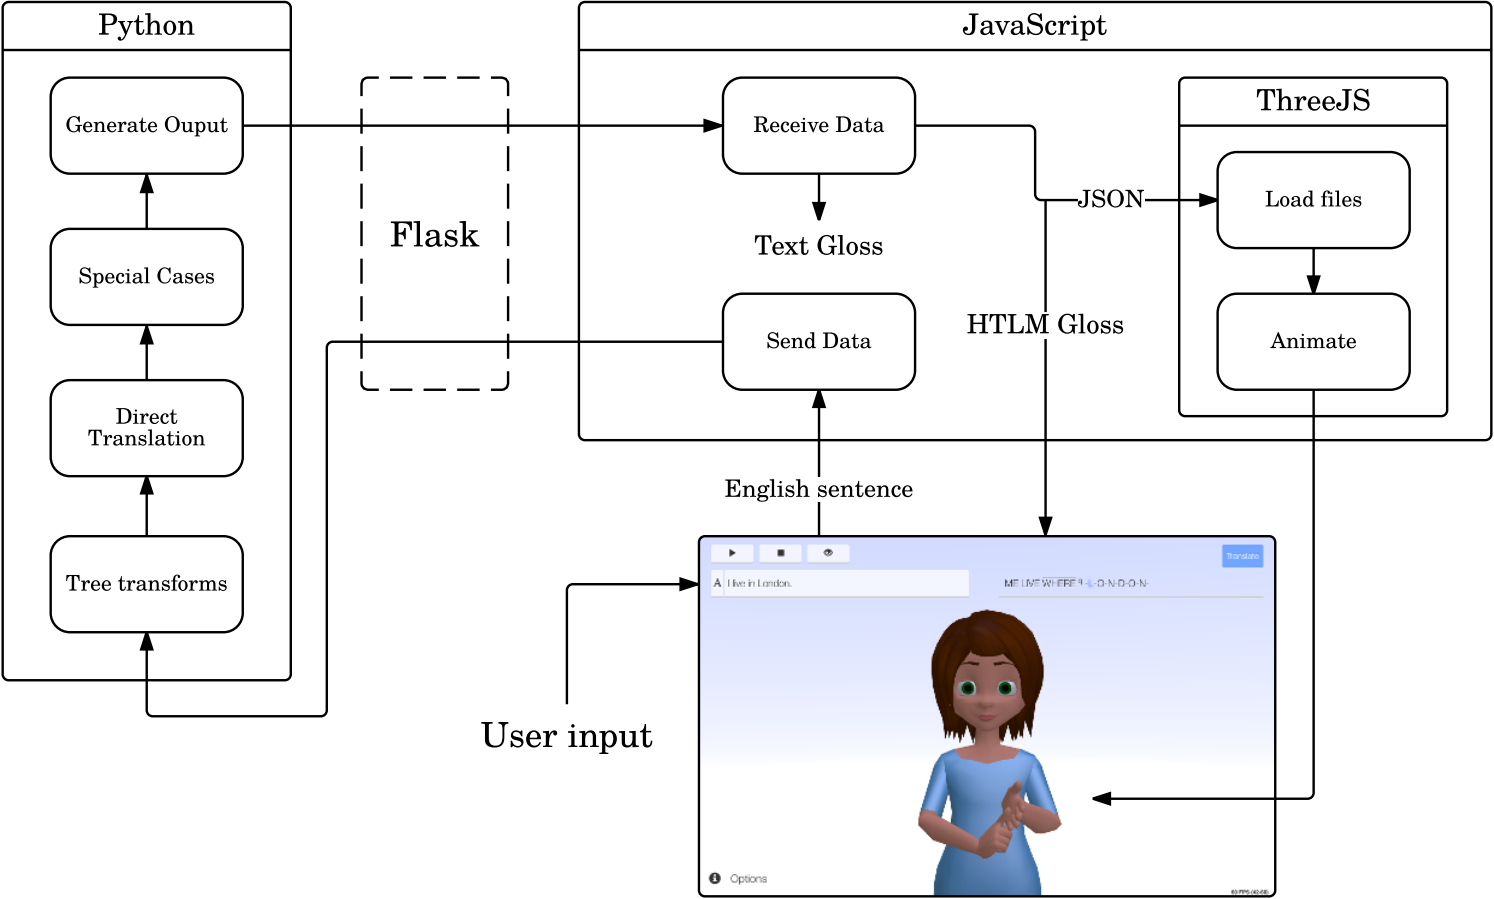 Python
Generate Ouput
Special Cases
Direct
Translation
Tree transforms
Flask
JavaScript
Receive Data
Text Gloss
Send Data
JSON
HTLM Gloss
ThreeJS
Load files
Animate
English sentence
User input
Translate
A I live in London.
ME LIVE WHERE -L-O-N-D-O-N-
Options